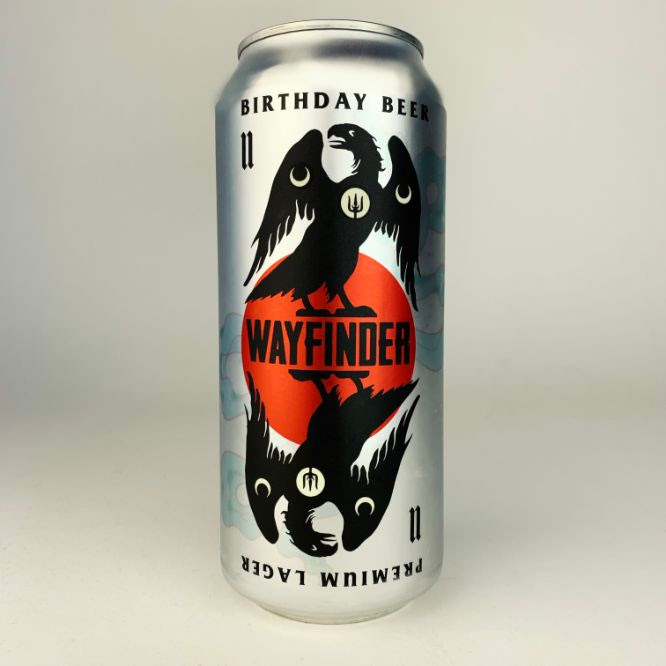 BIRTHDAY BEER
11
WAYFINDER
11
PREMIUM LAGER